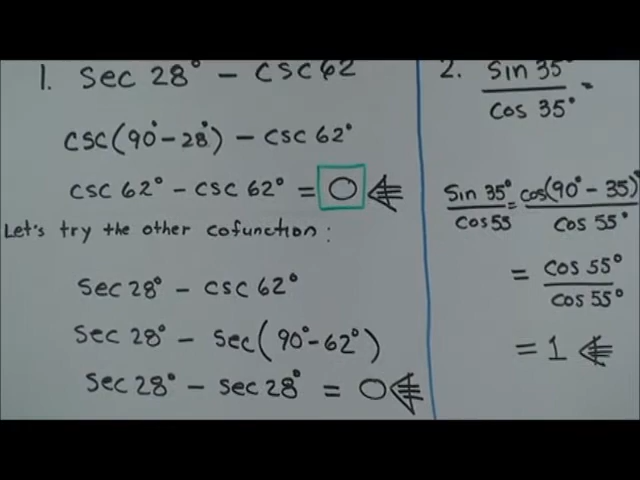 1. Sec 28° - CSC 62
CSC(90° - 28°) - CSC 62°
CSC 62° - CSC 62° = 0
Let's try the other cofunction:
Sec 28° - CSC 62°
Sec 28° - Sec(90° - 62°)
Sec 28° - Sec 28° = 0
2. Sin 35° / Cos 35° =
Sin 35° / Cos 55 = Cos(90° - 35)° / Cos 55°
= Cos 55° / Cos 55°
= 1